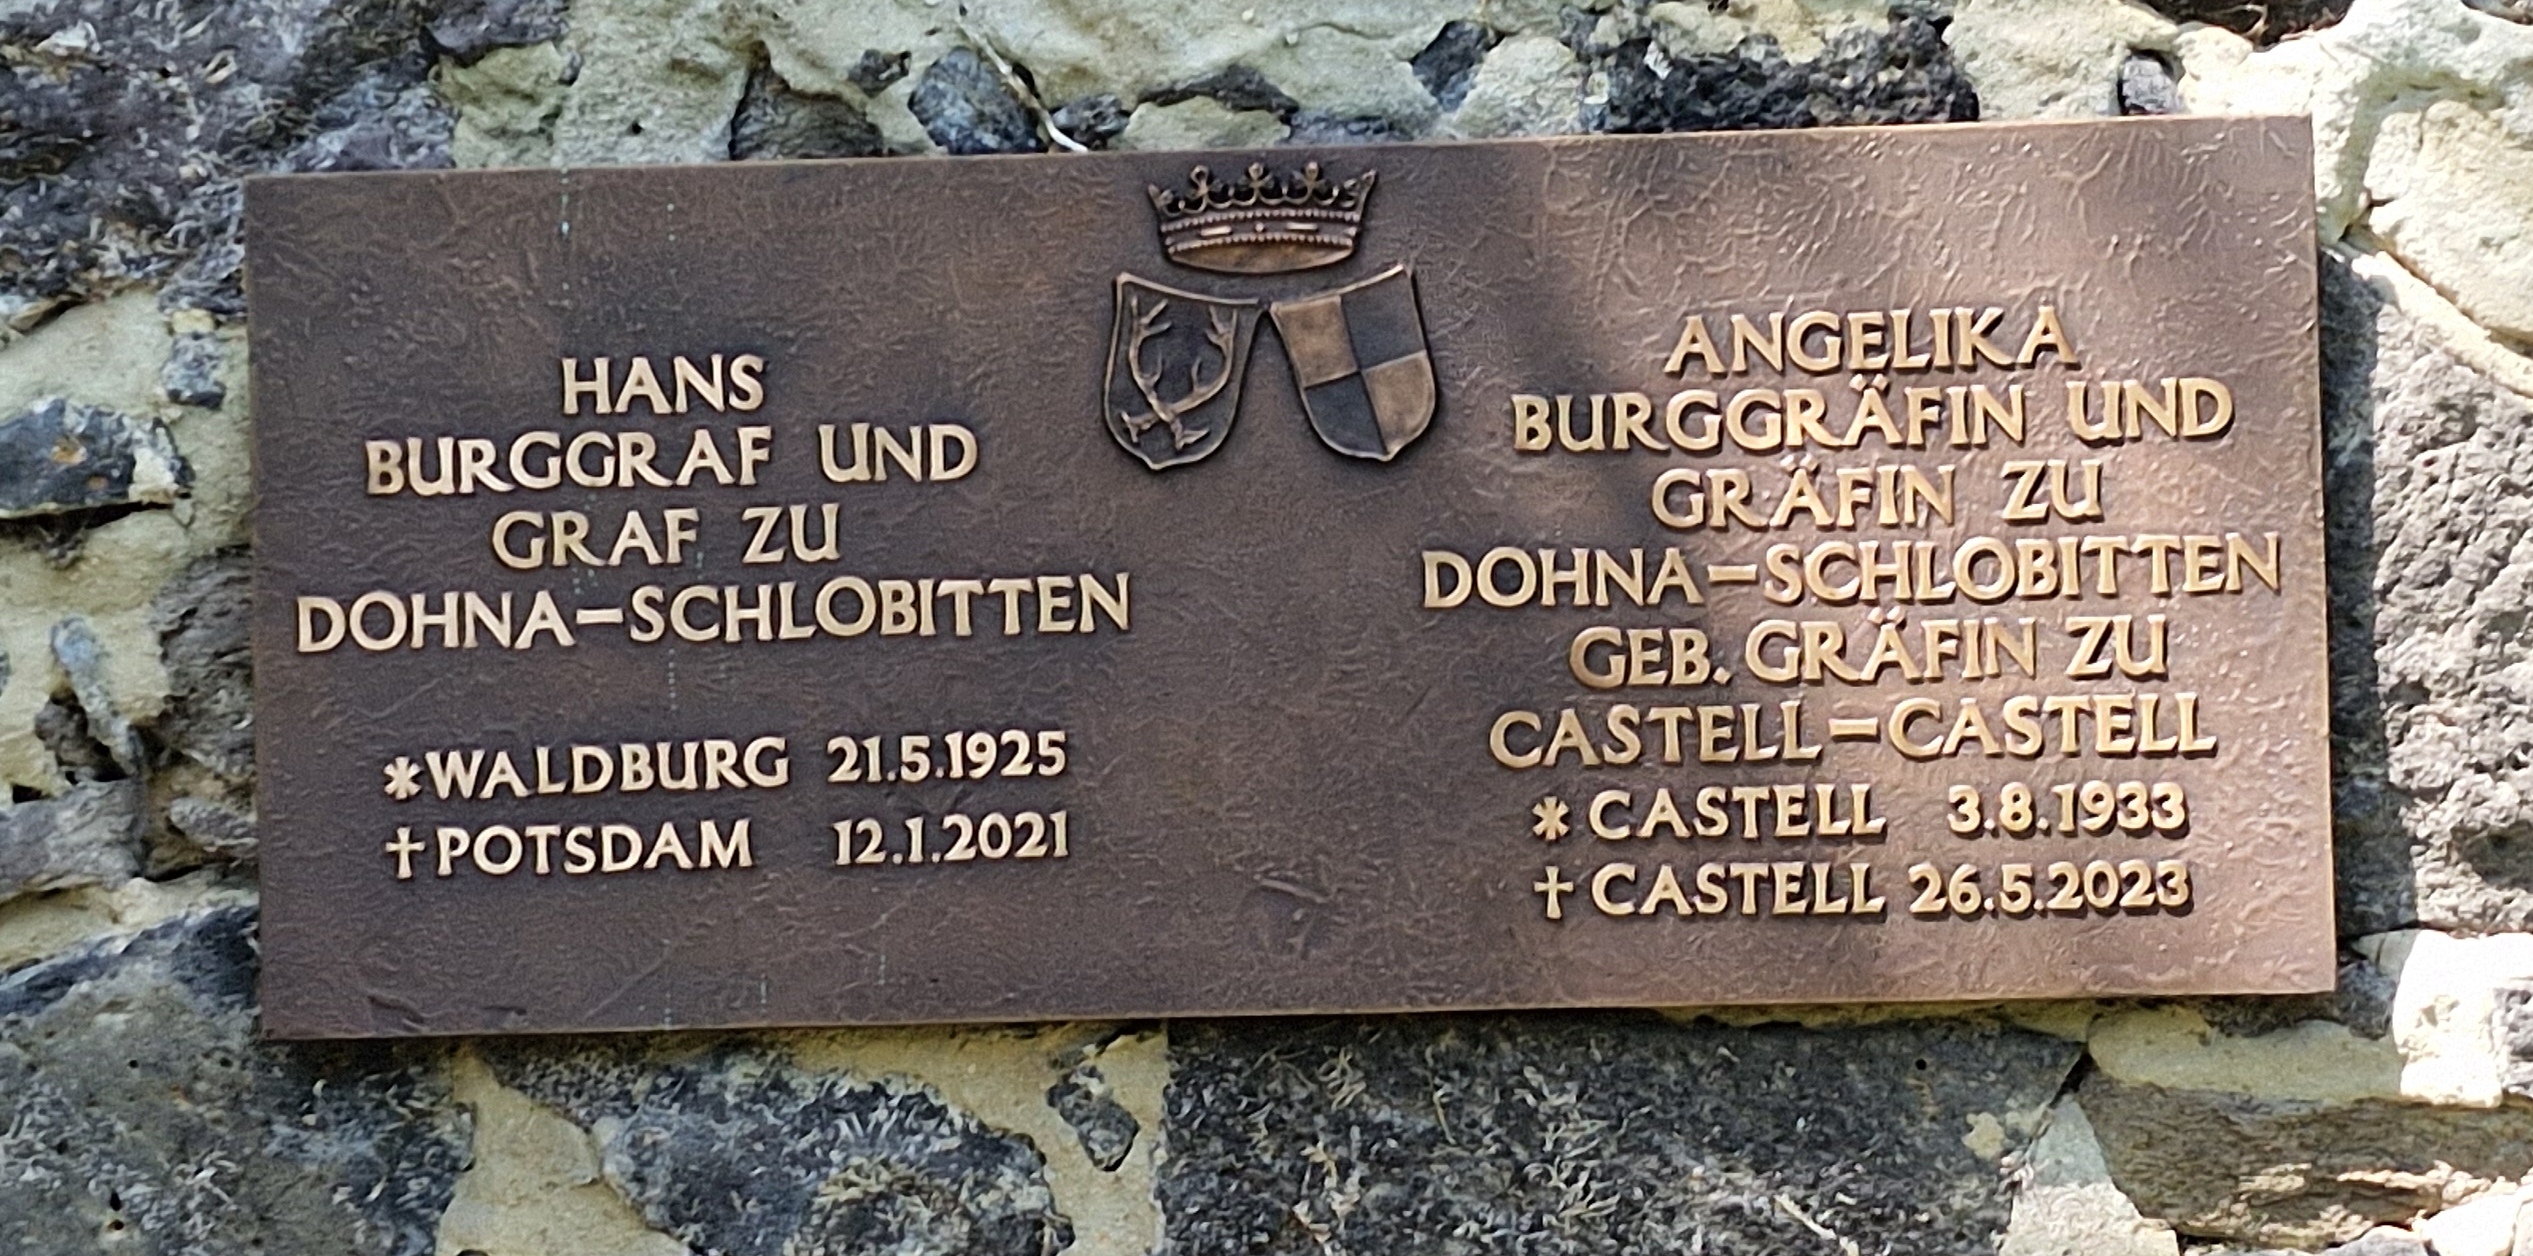 HANS
BURGGRAF UND
GRAF ZU
DOHNA-SCHLOBITTEN
*WALDBURG 21.5.1925
†POTSDAM 12.1.2021
ANGELIKA
BURGGRÄFIN UND
GRÄFIN ZU
DOHNA-SCHLOBITTEN
GEB. GRÄFIN ZU
CASTELL-CASTELL
* CASTELL 3.8.1933
† CASTELL 26.5.2023